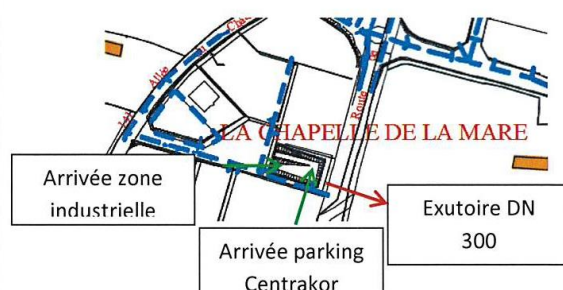 Allée
Route
LA CHAPELLE DE LA MARE
Arrivée zone
industrielle
Exutoire DN
300
Arrivée parking
Centrakor